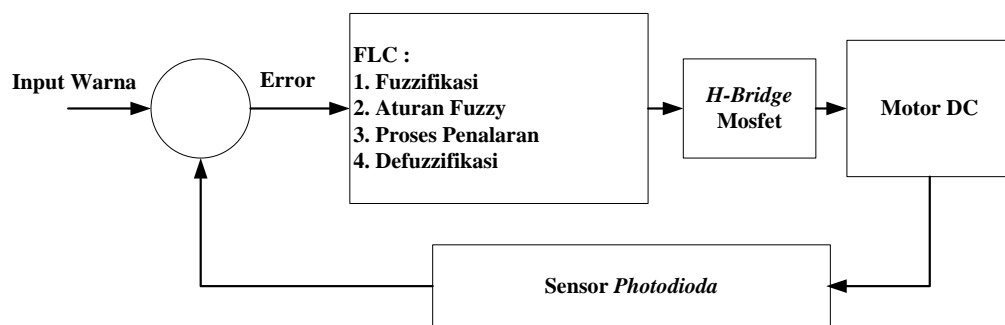 Input Warna
Error
FLC :
1. Fuzzifikasi
2. Aturan Fuzzy
3. Proses Penalaran
4. Defuzzifikasi
H-Bridge
Mosfet
Motor DC
Sensor Photodioda